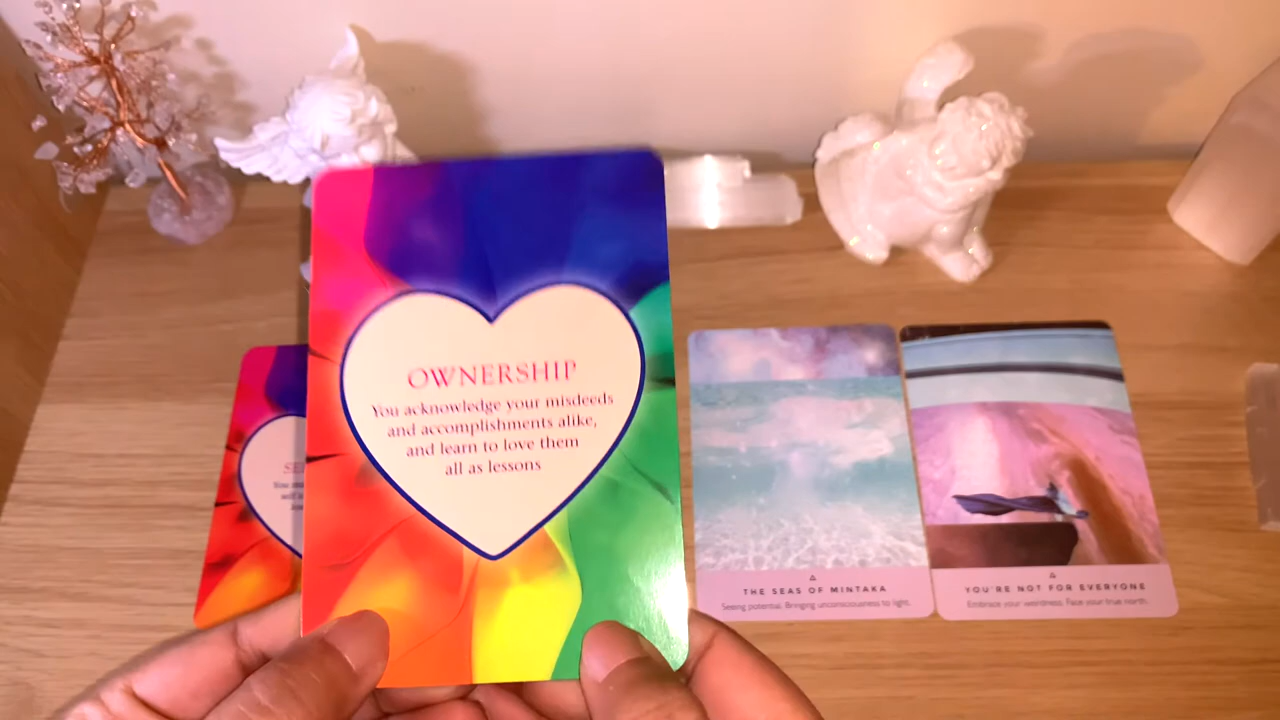 OWNERSHIP
You acknowledge your misdeeds
and accomplishments alike,
and learn to love them
all as lessons
THE SEAS OF MINTAKA
Seeing potential. Bringing unconsciousness to light.
YOU'RE NOT FOR EVERYONE
Embrace your weirdness. Face your true north.